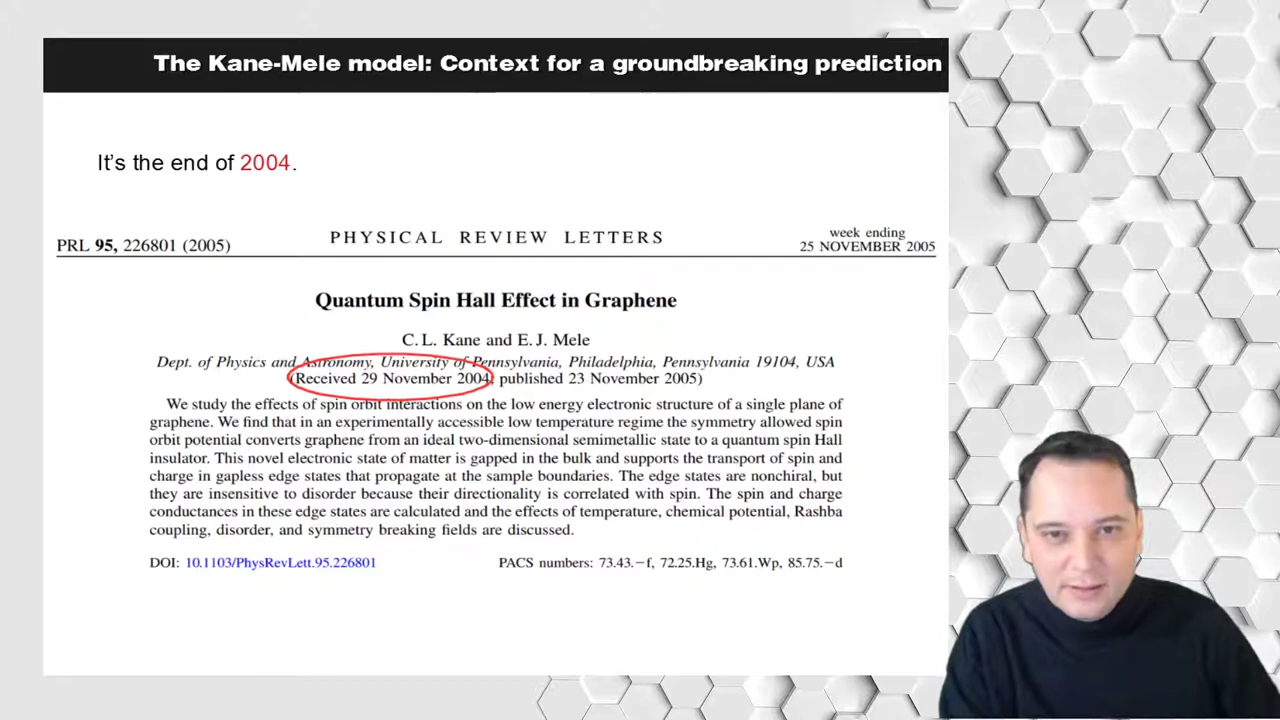 The Kane-Mele model: Context for a groundbreaking prediction
It's the end of 2004.
PRL 95, 226801 (2005)
PHYSICAL REVIEW LETTERS
week ending
25 NOVEMBER 2005
Quantum Spin Hall Effect in Graphene
C. L. Kane and E. J. Mele
Dept. of Physics and Astronomy, University of Pennsylvania, Philadelphia, Pennsylvania 19104, USA
(Received 29 November 2004; published 23 November 2005)
We study the effects of spin orbit interactions on the low energy electronic structure of a single plane of
graphene. We find that in an experimentally accessible low temperature regime the symmetry allowed spin
orbit potential converts graphene from an ideal two-dimensional semimetallic state to a quantum spin Hall
insulator. This novel electronic state of matter is gapped in the bulk and supports the transport of spin and
charge in gapless edge states that propagate at the sample boundaries. The edge states are nonchiral, but
they are insensitive to disorder because their directionality is correlated with spin. The spin and charge
conductances in these edge states are calculated and the effects of temperature, chemical potential, Rashba
coupling, disorder, and symmetry breaking fields are discussed.
DOI: 10.1103/PhysRevLett.95.226801
PACS numbers: 73.43.−f, 72.25.Hg, 73.61.Wp, 85.75.−d